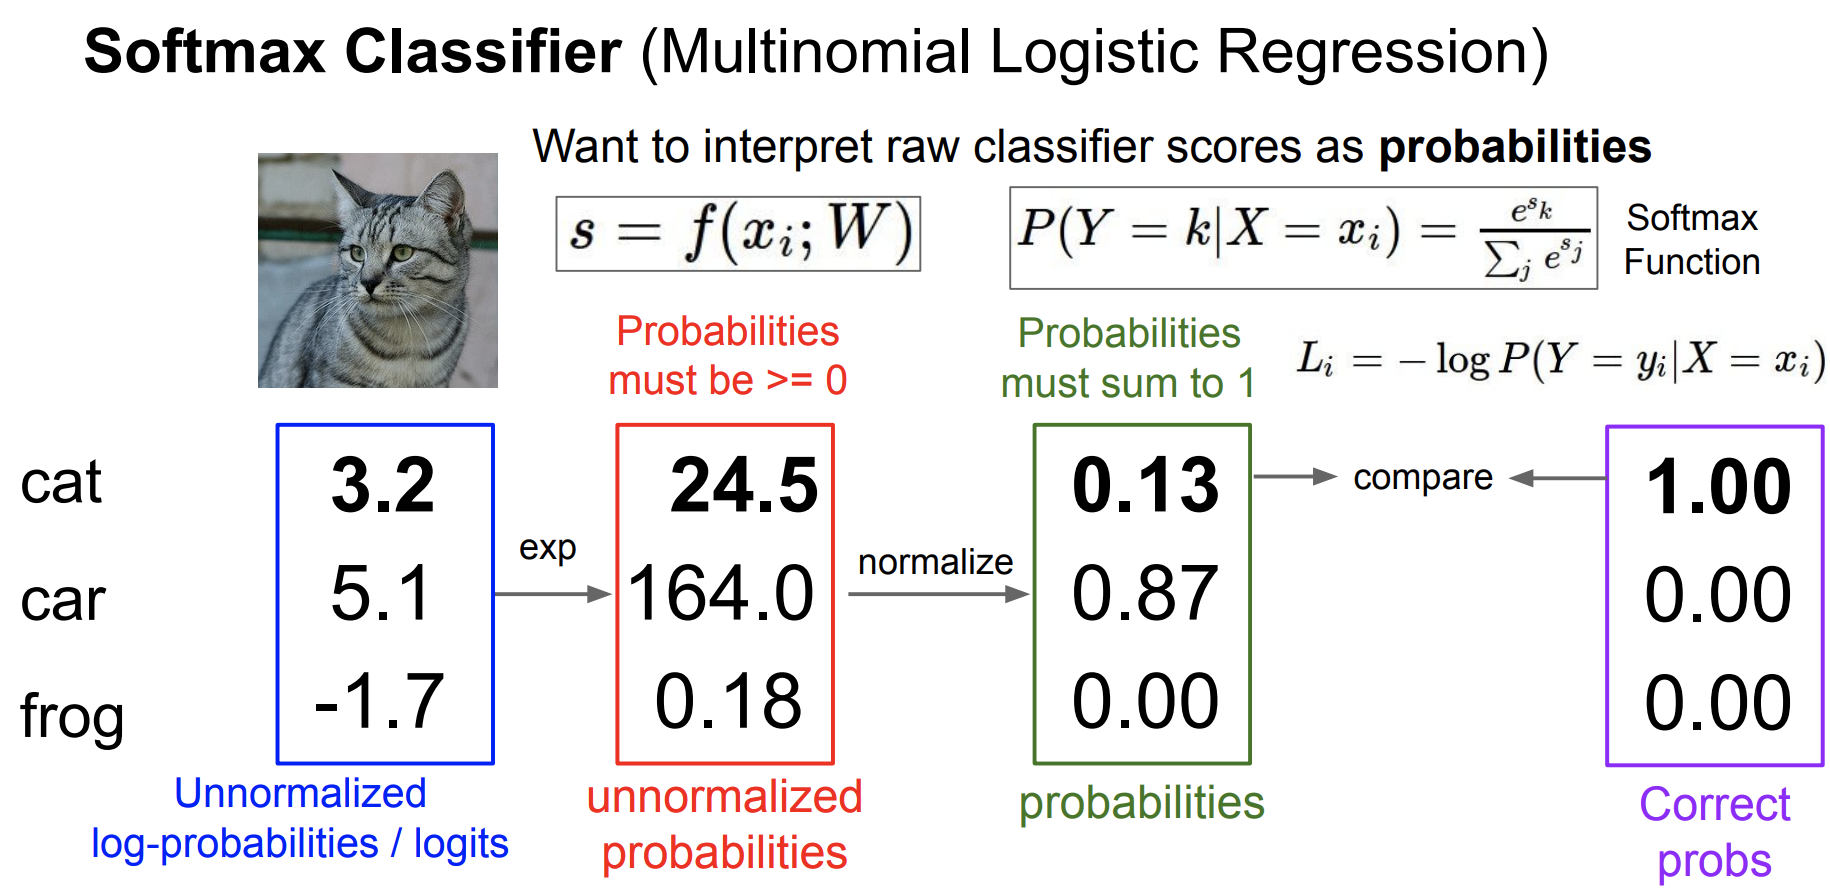 Softmax Classifier (Multinomial Logistic Regression)
Want to interpret raw classifier scores as probabilities
s = f(x_i; W)
P(Y = k|X = x_i) = e^{s_k} / ∑_j e^{s_j}
Softmax
Function
Probabilities
must be >= 0
Probabilities
must sum to 1
L_i = − log P(Y = y_i|X = x_i)
cat
3.2
24.5
0.13
compare
1.00
exp
normalize
car
5.1
164.0
0.87
0.00
frog
-1.7
0.18
0.00
0.00
Unnormalized
log-probabilities / logits
unnormalized
probabilities
probabilities
Correct
probs